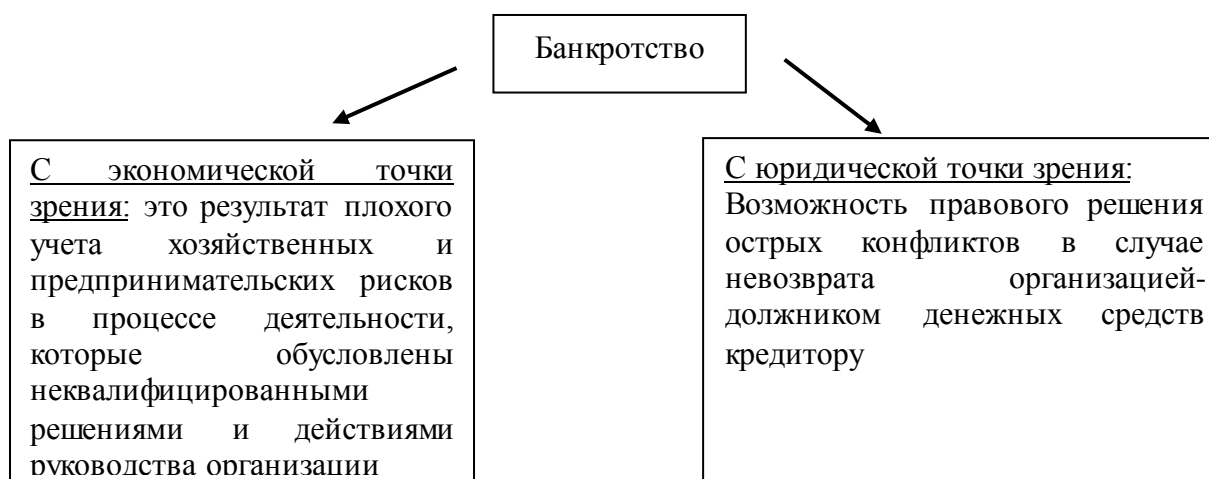 Банкротство
С экономической точки
зрения: это результат плохого
учета хозяйственных и
предпринимательских рисков
в процессе деятельности,
которые обусловлены
неквалифицированными
решениями и действиями
руководства организации
С юридической точки зрения:
Возможность правового решения
острых конфликтов в случае
невозврата организацией-
должником денежных средств
кредитору